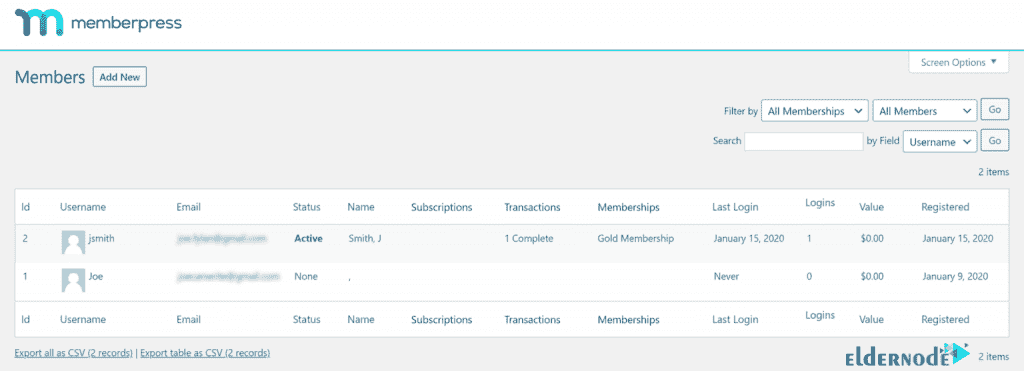 memberpress
Screen Options ▼
Members Add New
Filter by All Memberships All Members Go
Search by Field Username Go
2 items
Id Username Email Status Name Subscriptions Transactions Memberships Last Login Logins Value Registered
2 jsmith Active Smith, J 1 Complete Gold Membership January 15, 2020 1 $0.00 January 15, 2020
1 Joe None , Never 0 $0.00 January 9, 2020
Id Username Email Status Name Subscriptions Transactions Memberships Last Login Logins Value Registered
Export all as CSV (2 records) | Export table as CSV (2 records)
eldernode 2 items